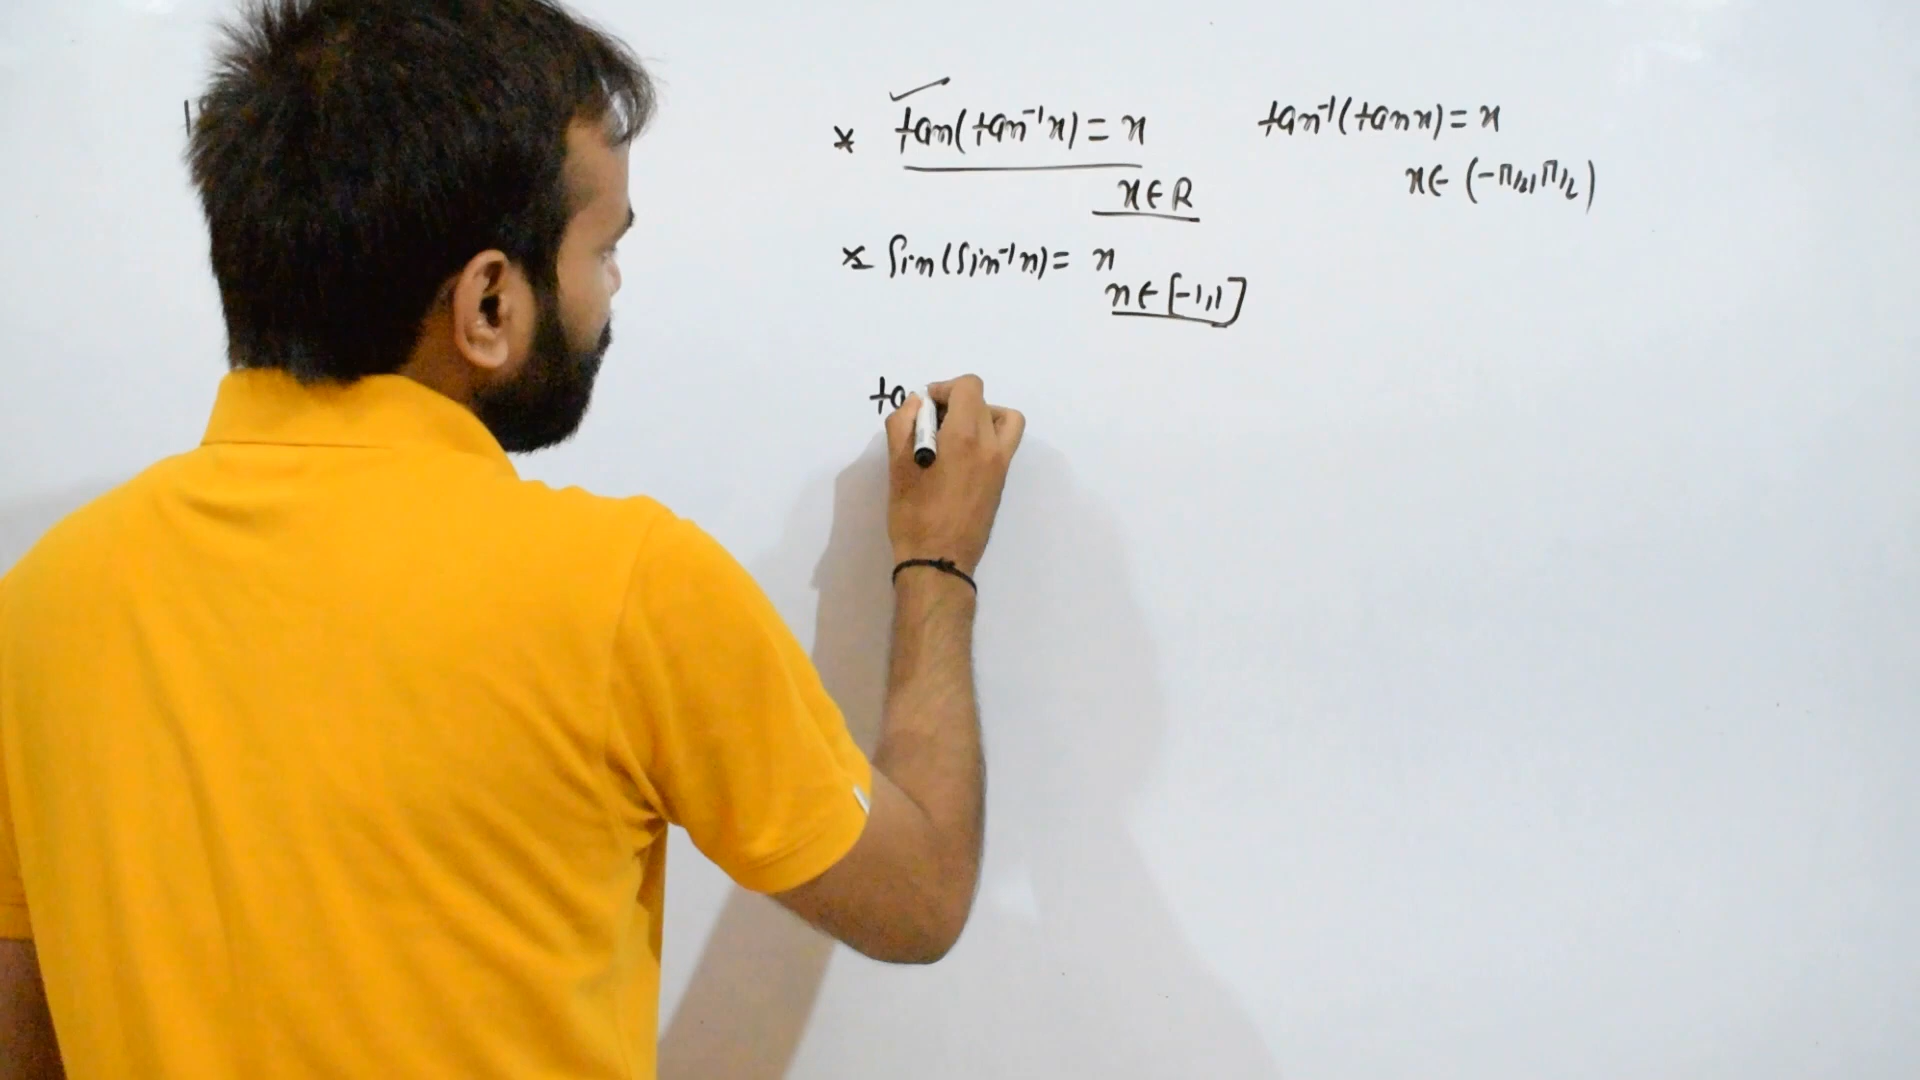 * tan(tan⁻¹x) = x
x ∈ R
tan⁻¹(tanx) = x
x ∈ (-π/2, π/2)
* sin(sin⁻¹x) = x
x ∈ [-1,1]
ta